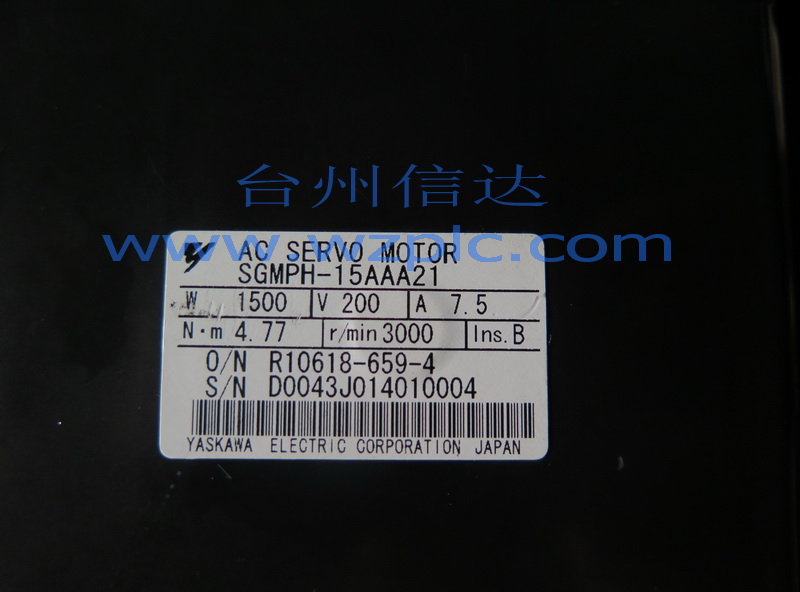 台州信达
www.wzplc.com
AC SERVO MOTOR
SGMPH-15AAA21
W 1500 V 200 A 7.5
N·m 4.77 r/min 3000 Ins. B
O/N R10618-659-4
S/N D0043J014010004
YASKAWA ELECTRIC CORPORATION JAPAN